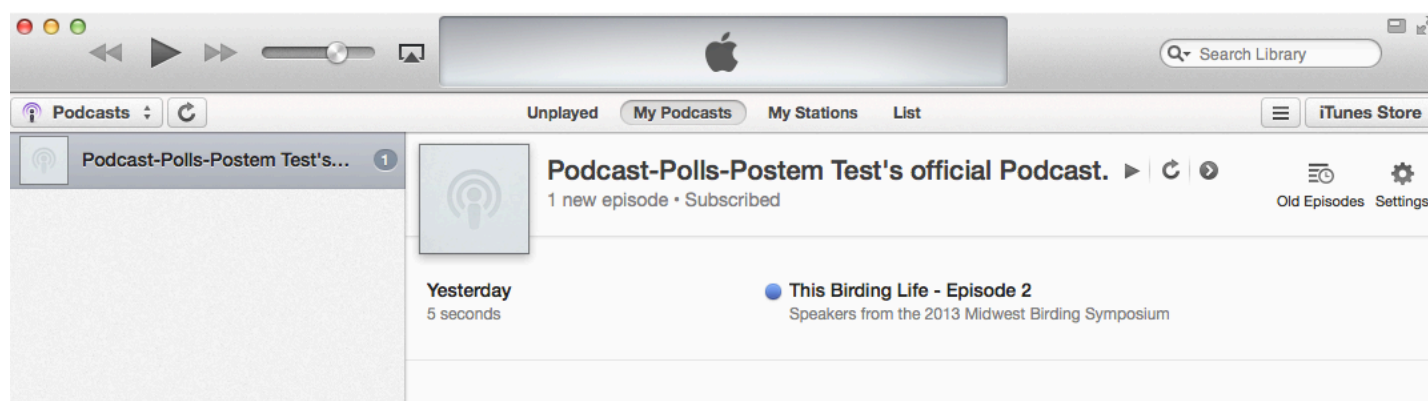 Search Library
Podcasts
Unplayed My Podcasts My Stations List
iTunes Store
Podcast-Polls-Postem Test's... 1
Podcast-Polls-Postem Test's official Podcast.
1 new episode • Subscribed
Old Episodes Settings
Yesterday
5 seconds
This Birding Life - Episode 2
Speakers from the 2013 Midwest Birding Symposium